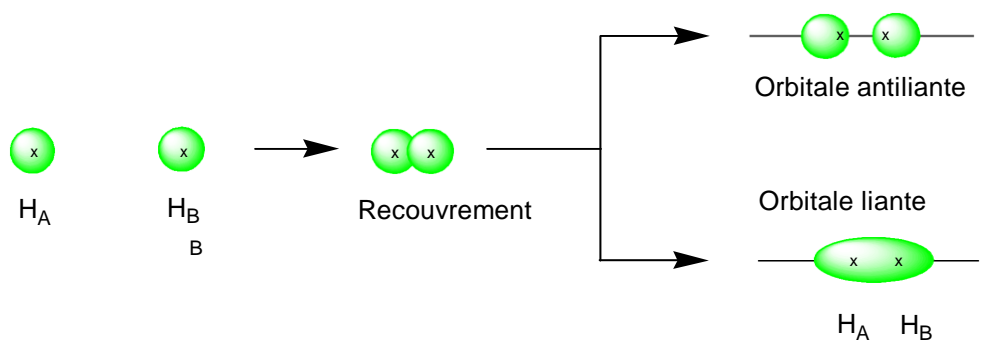 x x
Orbitale antiliante
x x x x
H_A H_B Recouvrement
B
Orbitale liante
x x
H_A H_B